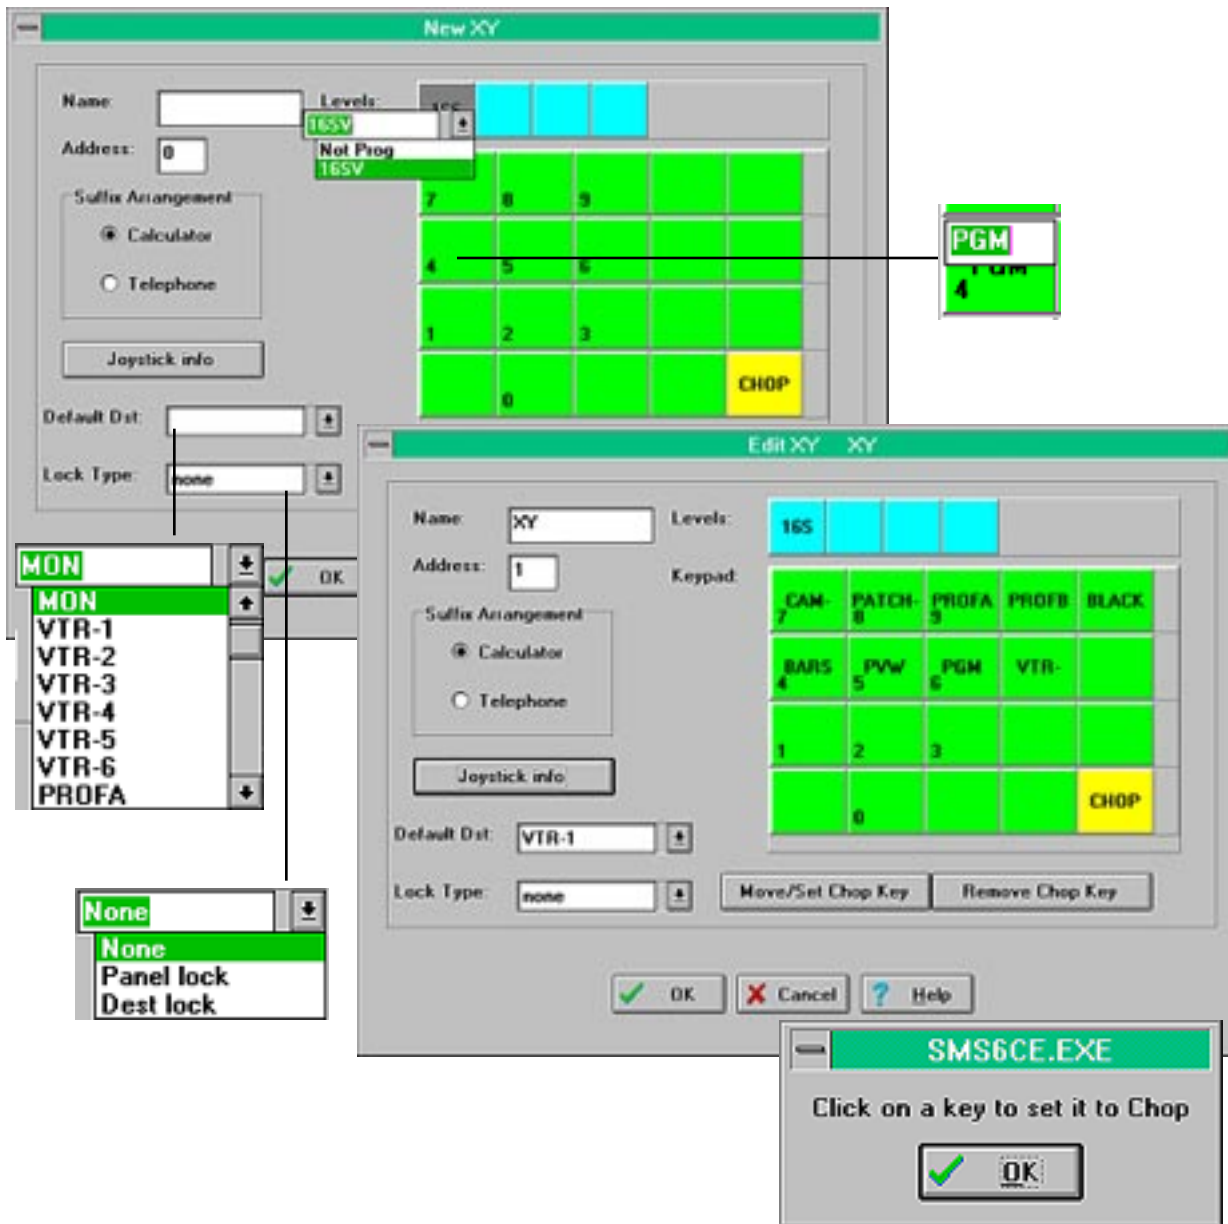 New XY
Name:
Levels:
16S
16SV
Not Prog
16SV
Address:
0
Suffix Arrangement
Calculator
Telephone
7 8 9
4 5 6
1 2 3
0 CHOP
PGM
PGM
4
Joystick info
Default Dst:
Lock Type:
none
OK
MON
MON
VTR-1
VTR-2
VTR-3
VTR-4
VTR-5
VTR-6
PROFA
None
None
Panel lock
Dest lock
Edit XY XY
Name:
XY
Levels:
16S
Address:
1
Keypad:
Suffix Arrangement
Calculator
Telephone
CAM- PATCH- PROFA PROFB BLACK
7 8 9
BARS PVW PGM VTR-
4 5 6
1 2 3
0 CHOP
Joystick info
Default Dst:
VTR-1
Lock Type:
none
Move/Set Chop Key
Remove Chop Key
OK
Cancel
Help
SMS6CE.EXE
Click on a key to set it to Chop
OK